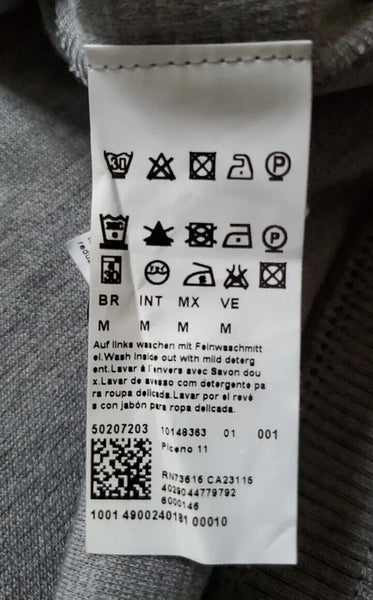 30
P
P
30
BR INT MX VE
M M M M
Auf links waschen mit Feinwaschmitt
el.Wash inside out with mild deterg
ent.Lavar à l'envers avec Savon dou
x.Lavar de avesso com detergente pa
ra roupa delicada.Lavar por el revé
s con jabón para ropa delicada.
50207203 10148363 01 001
Piceno 11
RN73616 CA23115
4029044779792
6000146
1001 4900240181 00010